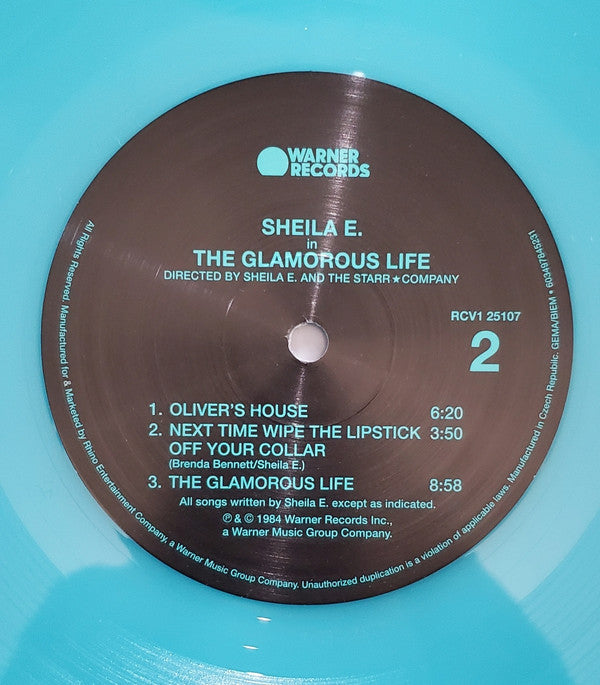 WARNER
RECORDS
SHEILA E.
in
THE GLAMOROUS LIFE
DIRECTED BY SHEILA E. AND THE STARR★COMPANY
RCV1 25107
2
1. OLIVER'S HOUSE 6:20
2. NEXT TIME WIPE THE LIPSTICK 3:50
OFF YOUR COLLAR
(Brenda Bennett/Sheila E.)
3. THE GLAMOROUS LIFE 8:58
All songs written by Sheila E. except as indicated.
℗ & © 1984 Warner Records Inc.,
a Warner Music Group Company.
All Rights Reserved. Manufactured for & Marketed by Rhino Entertainment Company, a Warner Music Group Company. Unauthorized duplication is a violation of applicable laws. Manufactured in Czech Republic. GEMA/BIEM • 603497845231